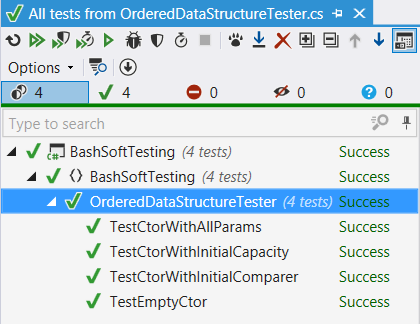 All tests from OrderedDataStructureTester.cs
Options
4 4 0 0 ? 0
Type to search
C# BashSoftTesting (4 tests) Success
BashSoftTesting (4 tests) Success
OrderedDataStructureTester (4 tests) Success
TestCtorWithAllParams Success
TestCtorWithInitialCapacity Success
TestCtorWithInitialComparer Success
TestEmptyCtor Success